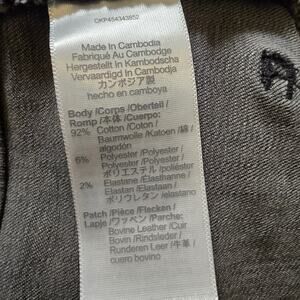 CKP454343852
Made In Cambodia
Fabriqué Au Cambodge
Hergestellt In Kambodscha
Vervaardigd In Cambodja
カンボジア製
hecho en camboya
Body /Corps /Oberteil /
Romp /本体 / Cuerpo:
92% Cotton /Coton /
Baumwolle /Katoen /綿 /
algodón
6% Polyester /Polyester /
Polyester /Polyester /
ポリエステル /poliéster
2% Elastane /Elasthanne /
Elastan /Elastaan /
ポリウレタン /elastano
Patch /Pièce /Flecken /
Lapje /ワッペン /Parche:
Bovine Leather /Cuir
Bovin /Rindsleder /
Runder Leer /牛革 /
cuero bovino